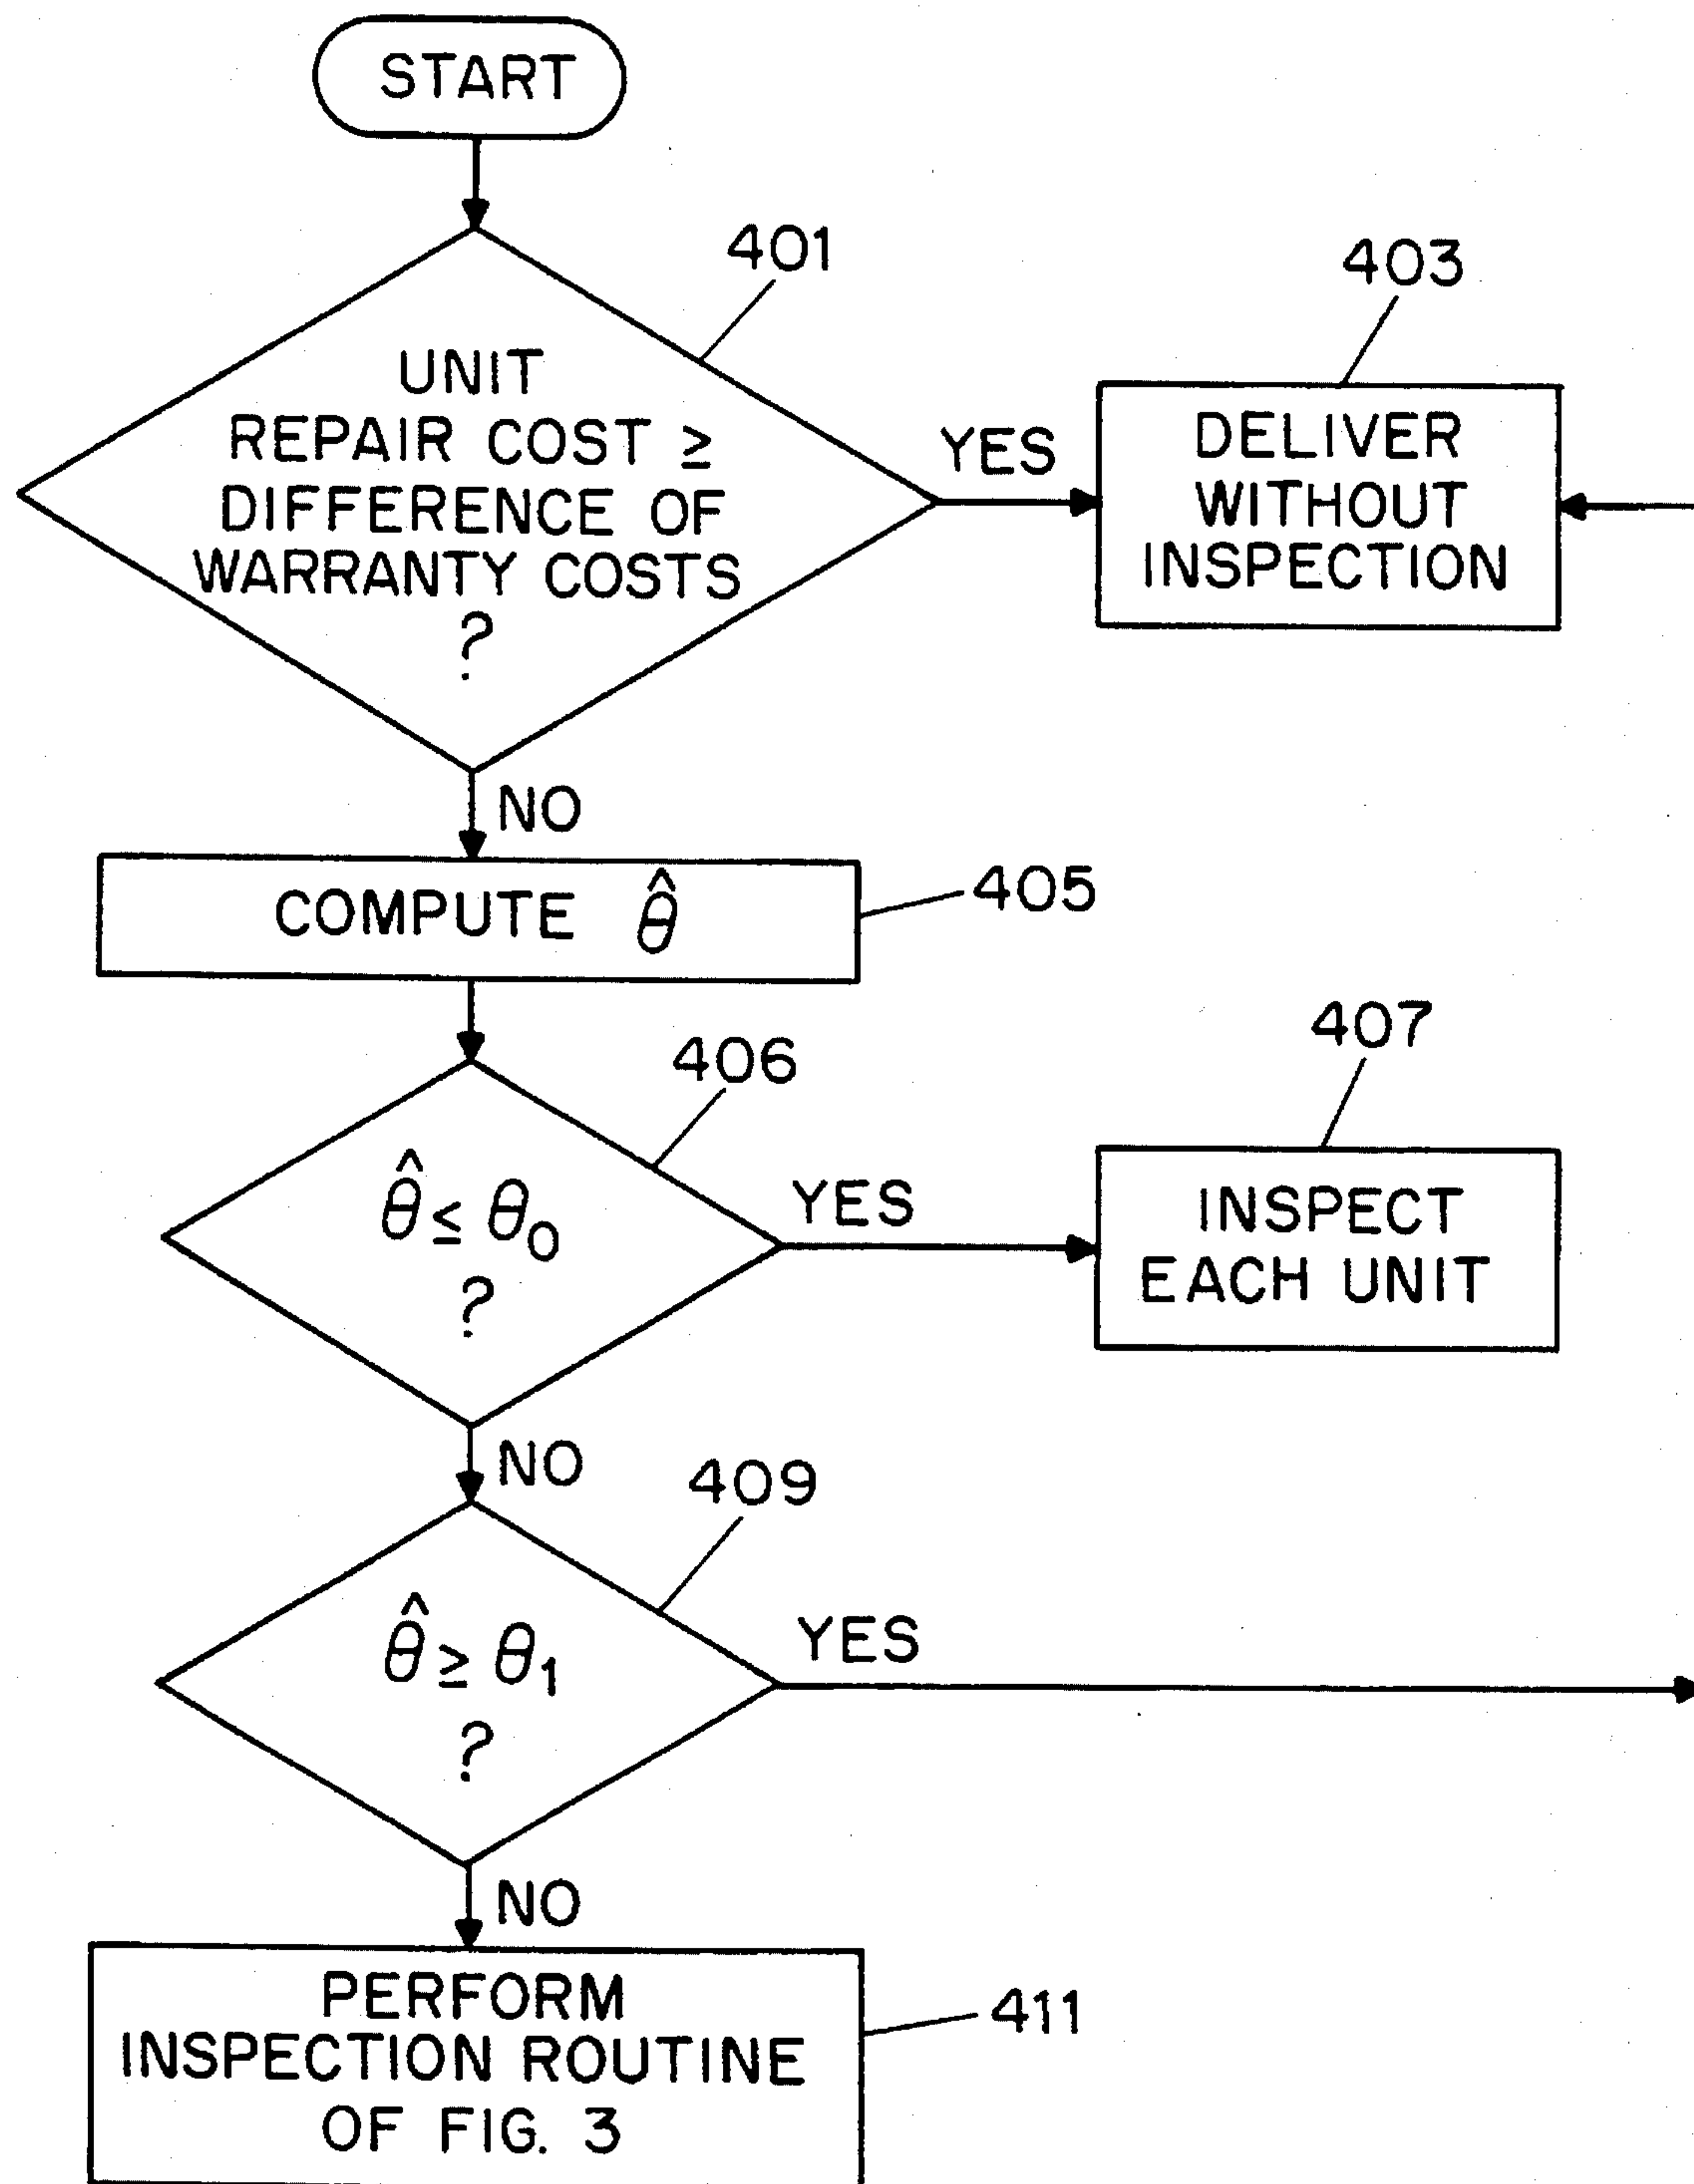 START
401
UNIT
REPAIR COST ≥
DIFFERENCE OF
WARRANTY COSTS
?
YES
403
DELIVER
WITHOUT
INSPECTION
NO
COMPUTE θ̂
405
406
θ̂ ≤ θ₀
?
YES
407
INSPECT
EACH UNIT
NO
409
θ̂ ≥ θ₁
?
YES
NO
PERFORM
INSPECTION ROUTINE
OF FIG. 3
411